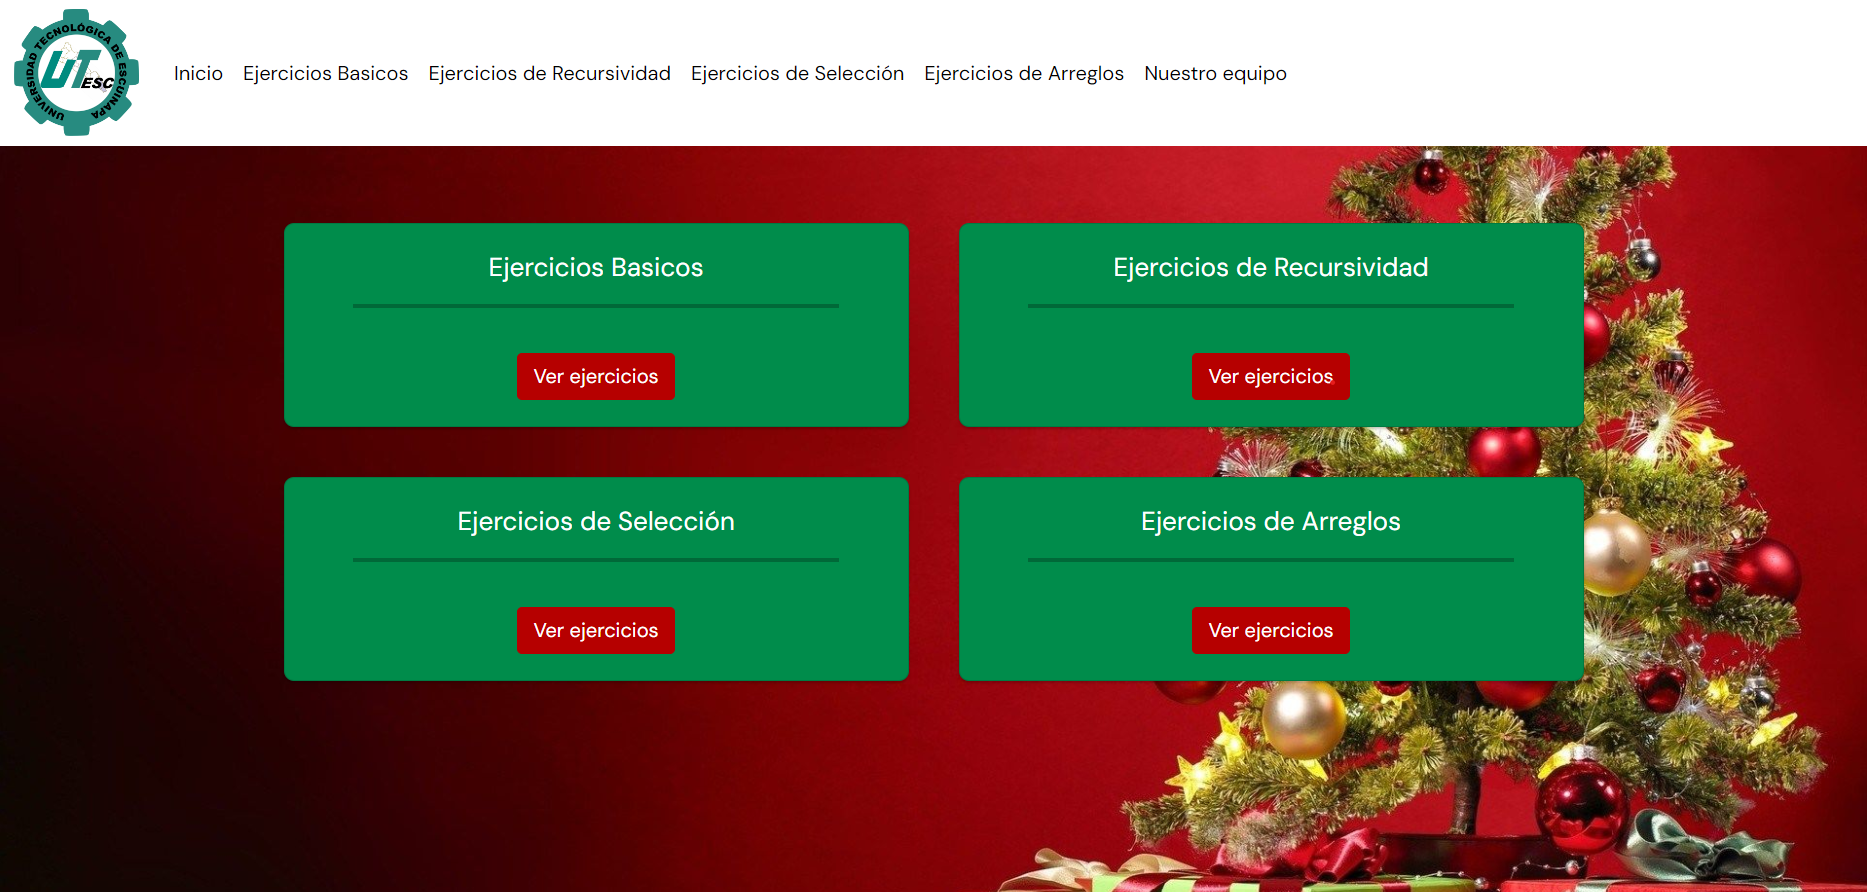 UNIVERSIDAD TECNOLÓGICA DE ESCUINAPA
UT
ESC
Inicio
Ejercicios Basicos
Ejercicios de Recursividad
Ejercicios de Selección
Ejercicios de Arreglos
Nuestro equipo
Ejercicios Basicos
Ver ejercicios
Ejercicios de Recursividad
Ver ejercicios
Ejercicios de Selección
Ver ejercicios
Ejercicios de Arreglos
Ver ejercicios